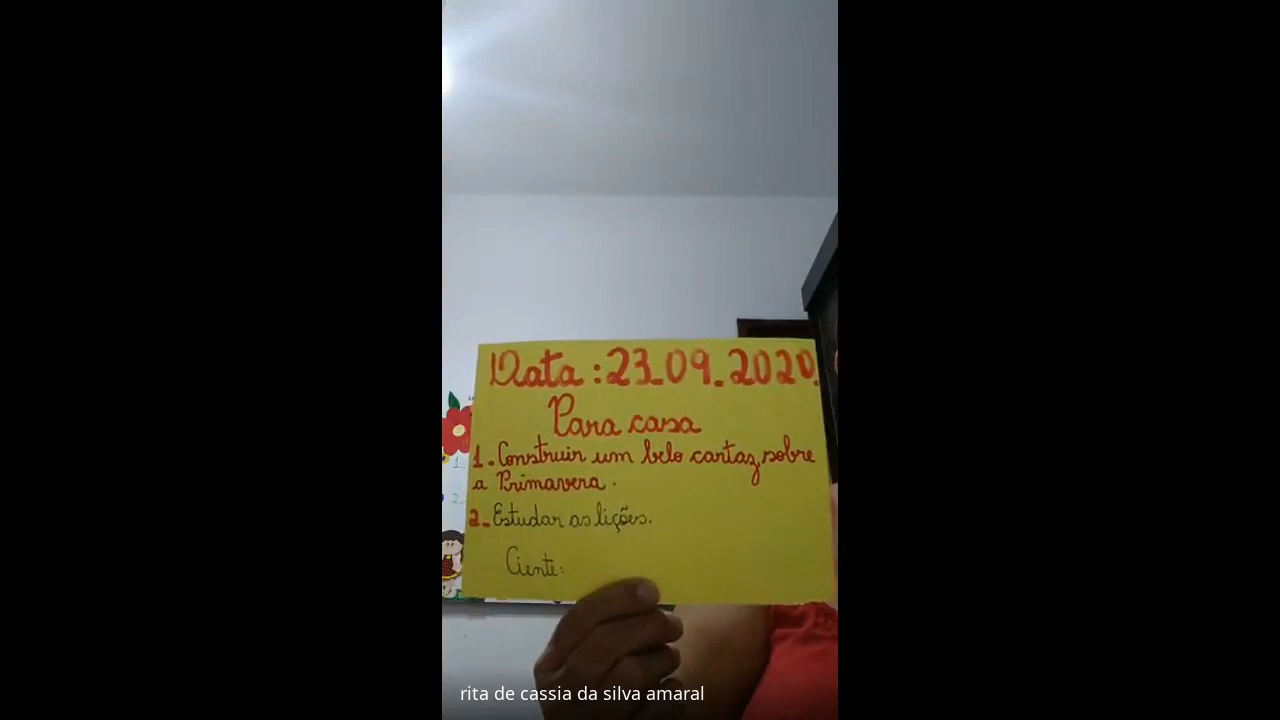 Data : 23.09.2020.
Para casa
1. Construir um belo cartaz sobre
a Primavera.
2. Estudar as lições.
Ciente:
rita de cassia da silva amaral